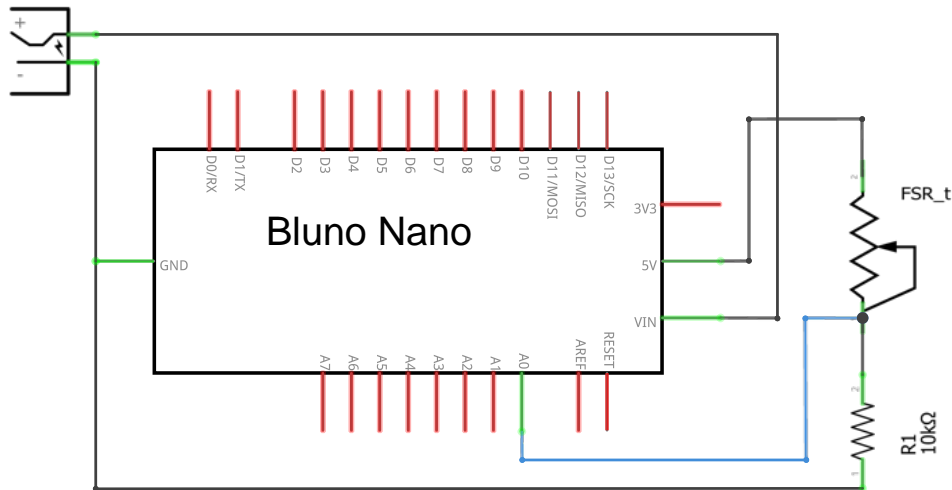 +
-
D0/RX
D1/TX
D2
D3
D4
D5
D6
D7
D8
D9
D10
D11/MOSI
D12/MISO
D13/SCK
Bluno Nano
3V3
5V
VIN
GND
A7
A6
A5
A4
A3
A2
A1
A0
AREF
RESET
2
FSR_t
2
R1
10kΩ
1